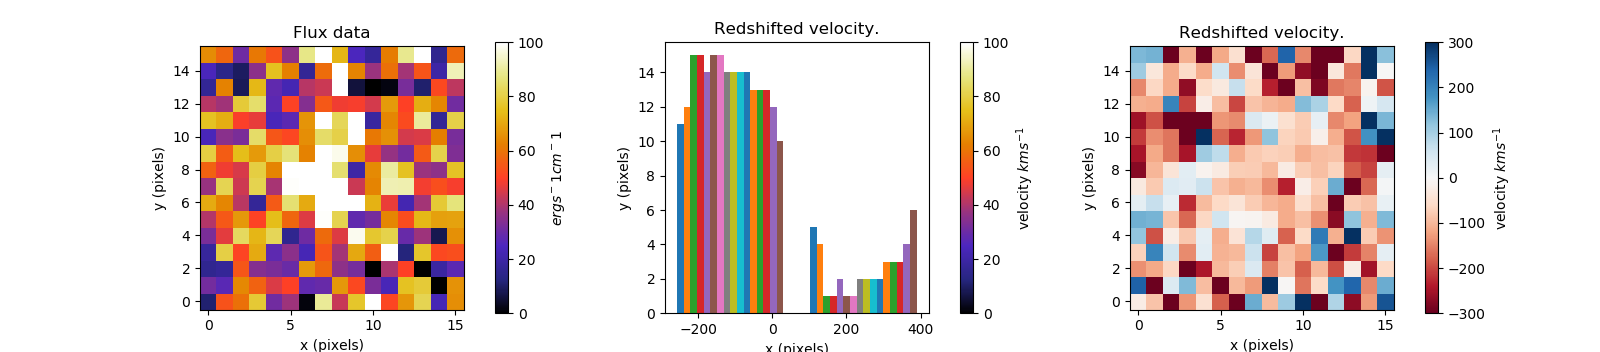 Flux data
y (pixels)
14
12
10
8
6
4
2
0
0 5 10 15
x (pixels)
100
80
60
40
20
0
ergs⁻1cm⁻1
Redshifted velocity.
y (pixels)
14
12
10
8
6
4
2
0
−200 0 200 400
x (pixels)
100
80
60
40
20
0
velocity kms⁻¹
Redshifted velocity.
y (pixels)
14
12
10
8
6
4
2
0
0 5 10 15
x (pixels)
300
200
100
0
−100
−200
−300
velocity kms⁻¹